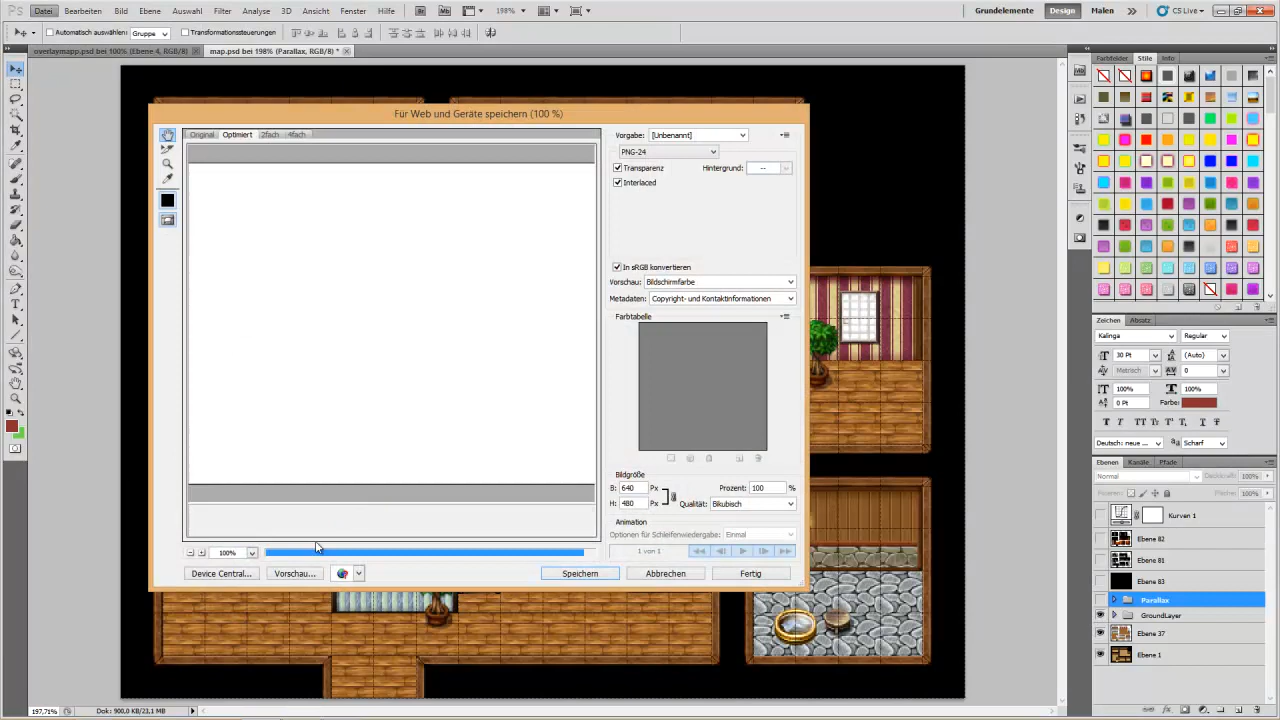 Datei Bearbeiten Bild Ebene Auswahl Filter Analyse 3D Ansicht Fenster Hilfe Br Mb 198% Grundelemente Design Malen CS Live
Automatisch auswählen: Gruppe Transformationssteuerungen
overlaymapp.psd bei 100% (Ebene 4, RGB/8) map.psd bei 198% (Parallax, RGB/8) *
Farbfelder Stile Info
Für Web und Geräte speichern (100 %)
Original Optimiert 2fach 4fach
Vorgabe: [Unbenannt]
PNG-24
Transparenz Hintergrund: --
Interlaced
In sRGB konvertieren
Vorschau: Bildschirmfarbe
Metadaten: Copyright- und Kontaktinformationen
Farbtabelle
Bildgröße
B: 640 Px Prozent: 100 %
H: 480 Px Qualität: Bikubisch
Animation
Optionen für Schleifenwiedergabe: Einmal
1 von 1
100%
Device Central... Vorschau... Speichern Abbrechen Fertig
Zeichen Absatz
Kalinga Regular
30 Pt (Auto)
Metrisch 0
100% 100%
0 Pt Farbe:
Deutsch: neue ... Scharf
Ebenen Kanäle Pfade
Normal Deckkraft: 100%
Fixieren: Fläche: 100%
Kurven 1
Ebene 82
Ebene 81
Ebene 83
Parallax
GroundLayer
Ebene 37
Ebene 1
197,71% Dok: 900,0 KB/23,1 MB